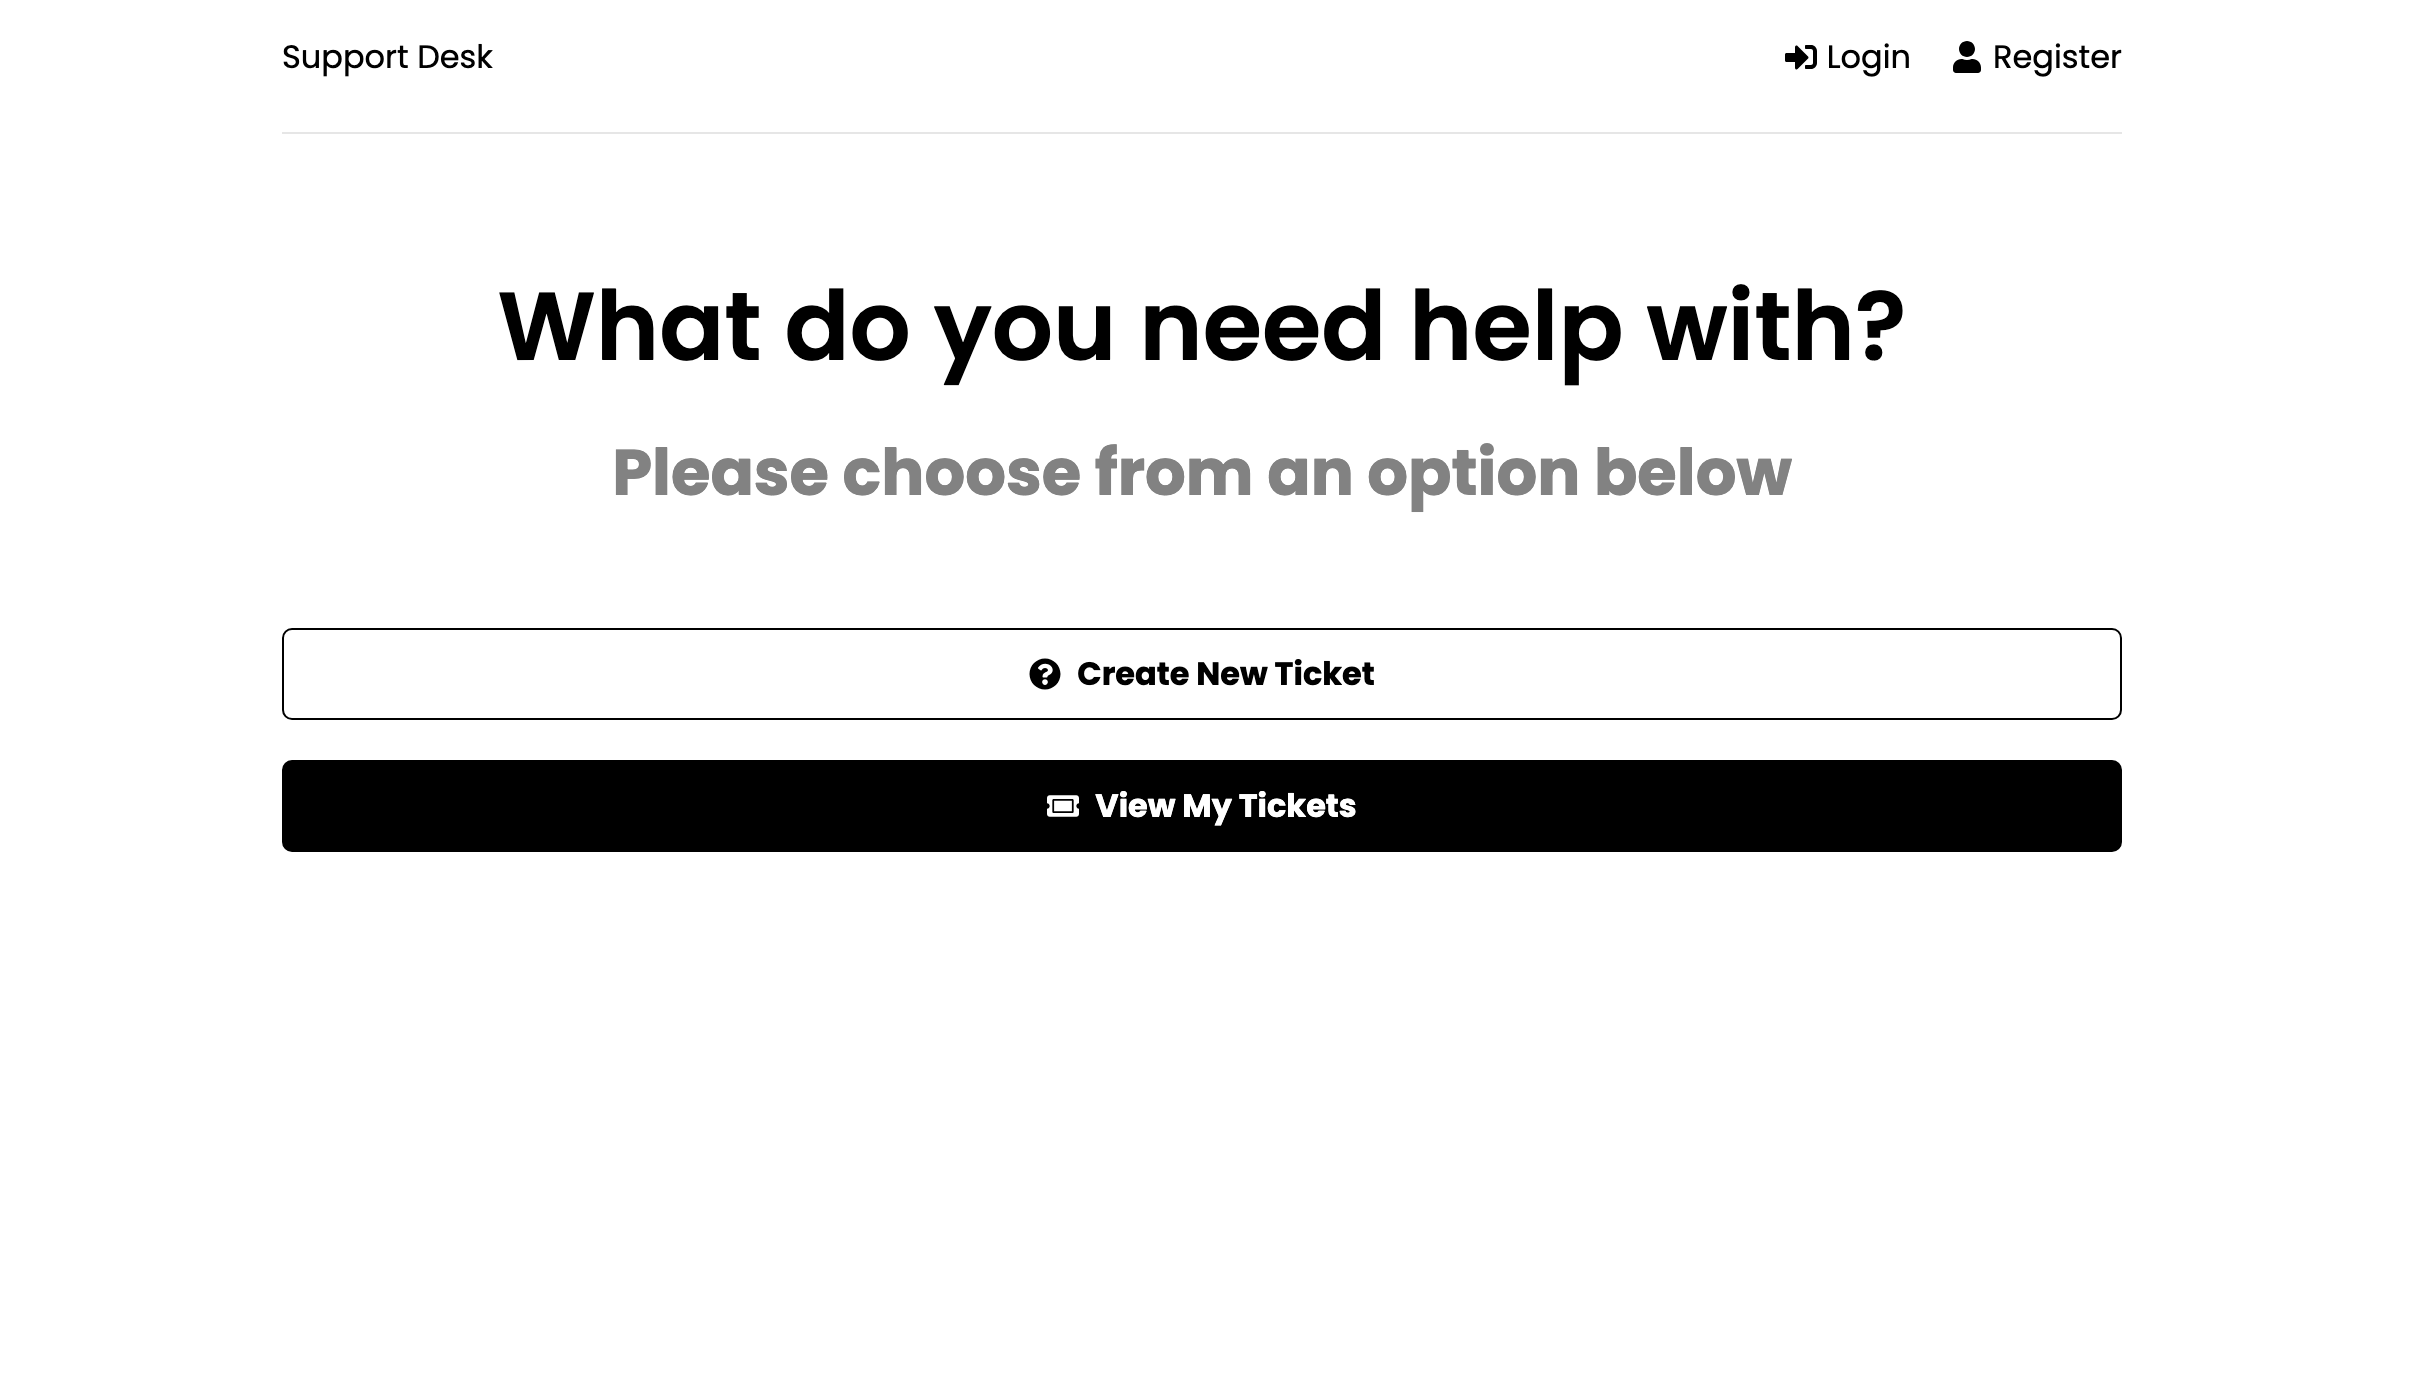 Support Desk
Login
Register
What do you need help with?
Please choose from an option below
Create New Ticket
View My Tickets